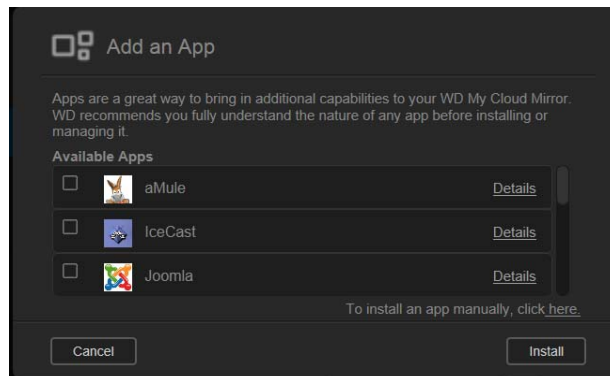 Add an App
Apps are a great way to bring in additional capabilities to your WD My Cloud Mirror.
WD recommends you fully understand the nature of any app before installing or
managing it.
Available Apps
aMule Details
IceCast Details
Joomla Details
To install an app manually, click here.
Cancel Install